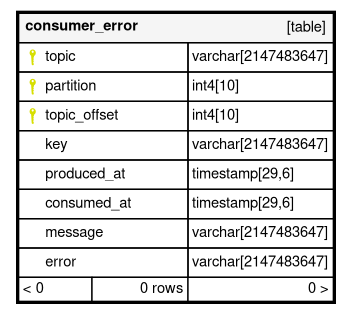 consumer_error [table]
topic varchar[2147483647]
partition int4[10]
topic_offset int4[10]
key varchar[2147483647]
produced_at timestamp[29,6]
consumed_at timestamp[29,6]
message varchar[2147483647]
error varchar[2147483647]
< 0 0 rows 0 >